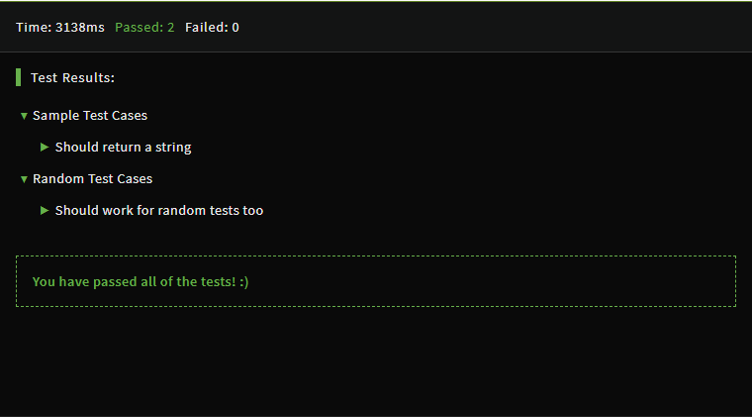 Time: 3138ms Passed: 2 Failed: 0
Test Results:
Sample Test Cases
Should return a string
Random Test Cases
Should work for random tests too
You have passed all of the tests! :)